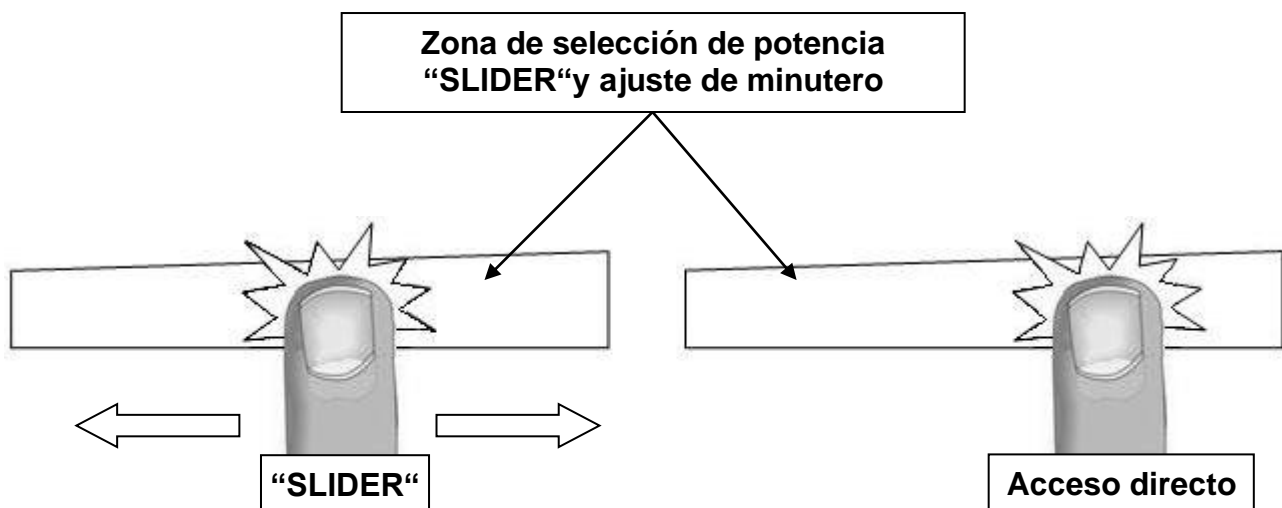 Zona de selección de potencia
“SLIDER“y ajuste de minutero
“SLIDER“
Acceso directo